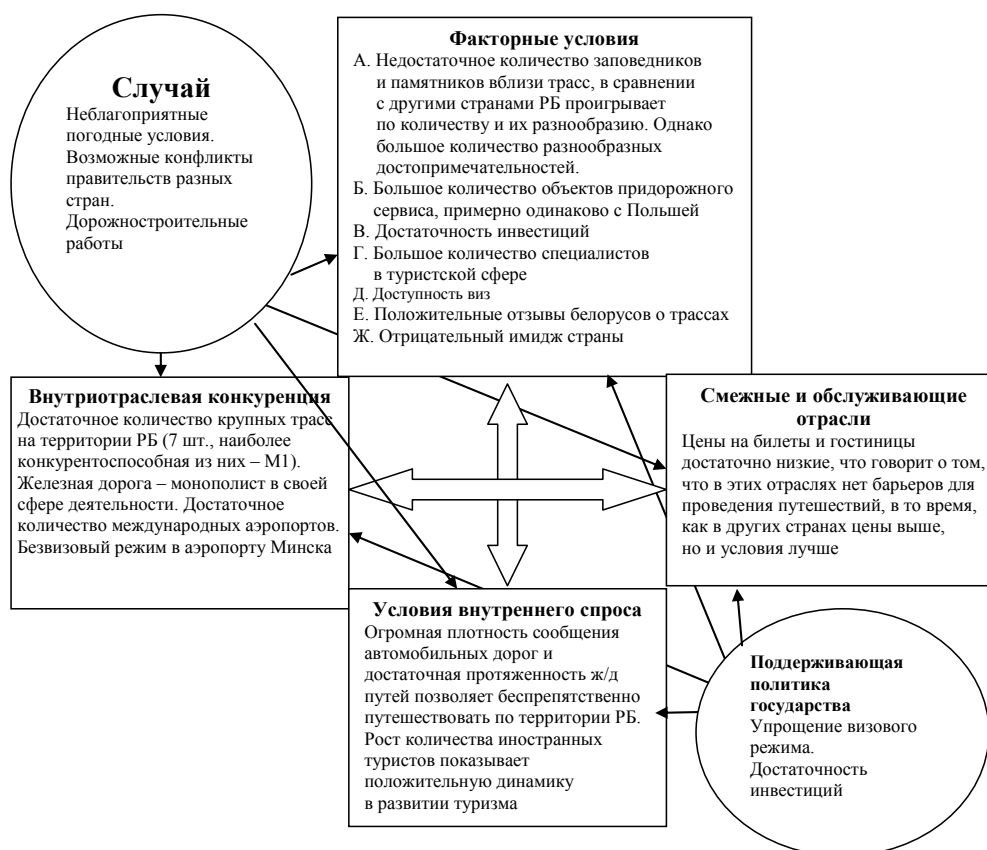 Случай
Неблагоприятные
погодные условия.
Возможные конфликты
правительств разных
стран.
Дорожностроительные
работы
Факторные условия
А. Недостаточное количество заповедников
и памятников вблизи трасс, в сравнении
с другими странами РБ проигрывает
по количеству и их разнообразию. Однако
большое количество разнообразных
достопримечательностей.
Б. Большое количество объектов придорожного
сервиса, примерно одинаково с Польшей
В. Достаточность инвестиций
Г. Большое количество специалистов
в туристской сфере
Д. Доступность виз
Е. Положительные отзывы белорусов о трассах
Ж. Отрицательный имидж страны
Внутриотраслевая конкуренция
Достаточное количество крупных трасс
на территории РБ (7 шт., наиболее
конкурентоспособная из них – М1).
Железная дорога – монополист в своей
сфере деятельности. Достаточное
количество международных аэропортов.
Безвизовый режим в аэропорту Минска
Смежные и обслуживающие
отрасли
Цены на билеты и гостиницы
достаточно низкие, что говорит о том,
что в этих отраслях нет барьеров для
проведения путешествий, в то время,
как в других странах цены выше,
но и условия лучше
Условия внутреннего спроса
Огромная плотность сообщения
автомобильных дорог и
достаточная протяженность ж/д
путей позволяет беспрепятственно
путешествовать по территории РБ.
Рост количества иностранных
туристов показывает
положительную динамику
в развитии туризма
Поддерживающая
политика
государства
Упрощение визового
режима.
Достаточность
инвестиций